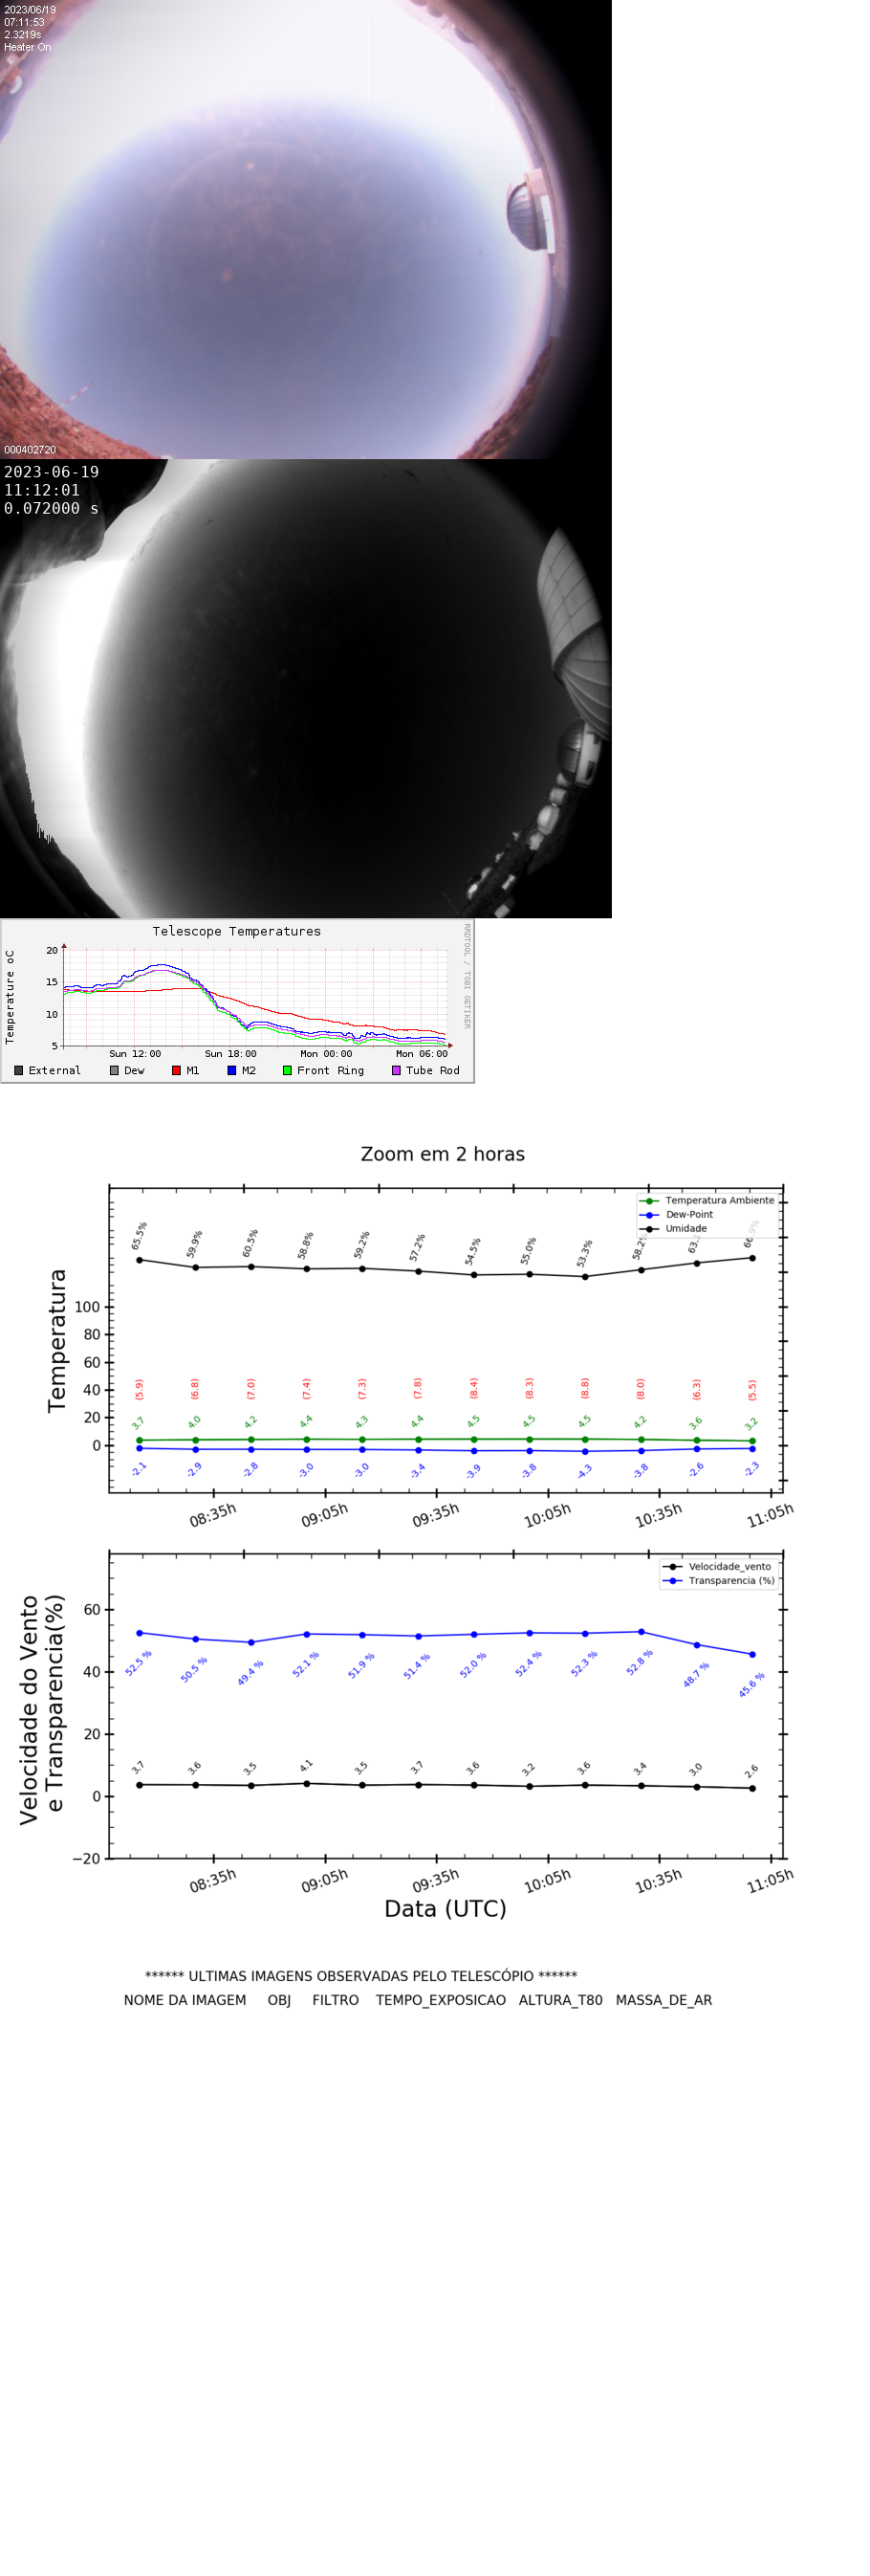 2023/06/19
07:11:53
2.3219s
Heater On
000402720
2023-06-19
11:12:01
0.072000 s
Telescope Temperatures
RRDTOOL / TOBI OETIKER
Temperature oC
20
15
10
5
Sun 12:00 Sun 18:00 Mon 00:00 Mon 06:00
External Dew M1 M2 Front Ring Tube Rod
Zoom em 2 horas
Temperatura Ambiente
Dew-Point
Umidade
65.5% 59.9% 60.5% 58.8% 59.2% 57.2% 54.5% 55.0% 53.3% 58.2%
Temperatura
100
80
60
40
20
0
(5.9) (6.8) (7.0) (7.4) (7.3) (7.8) (8.4) (8.3) (8.8) (8.0) (6.3) (5.5)
3.7 4.0 4.2 4.4 4.3 4.4 4.5 4.5 4.5 4.2 3.6 3.2
-2.1 -2.9 -2.8 -3.0 -3.0 -3.4 -3.9 -3.8 -4.3 -3.8 -2.6 -2.3
08:35h 09:05h 09:35h 10:05h 10:35h 11:05h
Velocidade_vento
Transparencia (%)
Velocidade do Vento
e Transparencia(%)
60
40
20
0
−20
52.5 % 50.5 % 49.4 % 52.1 % 51.9 % 51.4 % 52.0 % 52.4 % 52.3 % 52.8 % 48.7 % 45.6 %
3.7 3.6 3.5 4.1 3.5 3.7 3.6 3.2 3.6 3.4 3.0 2.6
08:35h 09:05h 09:35h 10:05h 10:35h 11:05h
Data (UTC)
****** ULTIMAS IMAGENS OBSERVADAS PELO TELESCÓPIO ******
NOME DA IMAGEM OBJ FILTRO TEMPO_EXPOSICAO ALTURA_T80 MASSA_DE_AR